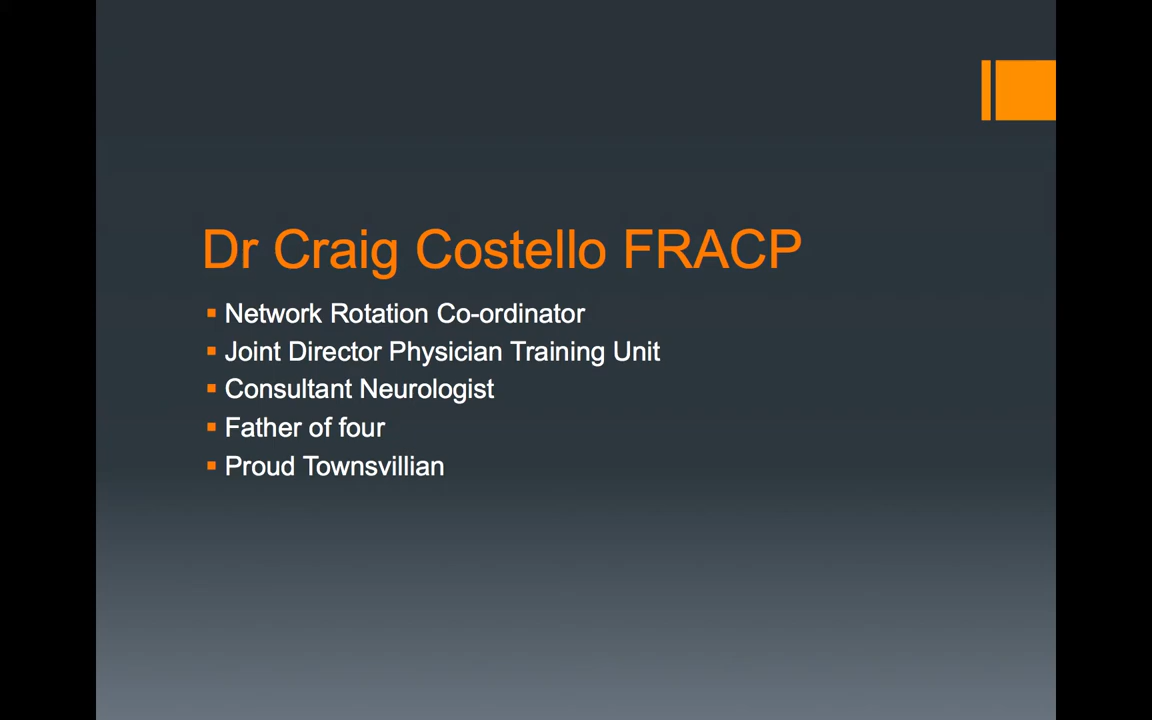 Dr Craig Costello FRACP
Network Rotation Co-ordinator
Joint Director Physician Training Unit
Consultant Neurologist
Father of four
Proud Townsvillian